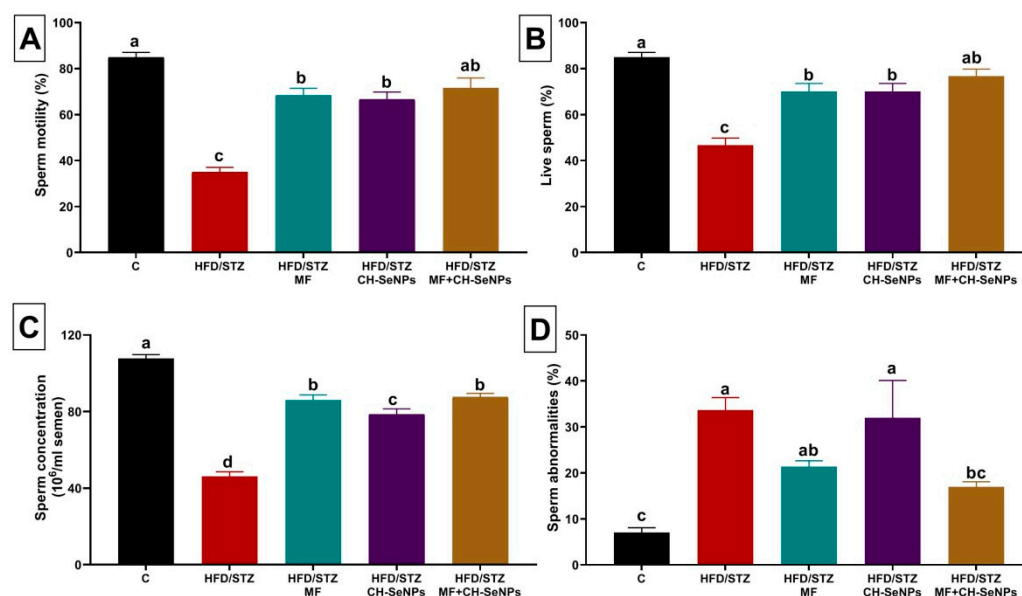 A
Sperm motility (%)
100
80
60
40
20
0
a
c
b
b
ab
C
HFD/STZ
HFD/STZ
MF
HFD/STZ
CH-SeNPs
HFD/STZ
MF+CH-SeNPs
B
Live sperm (%)
100
80
60
40
20
0
a
c
b
b
ab
C
HFD/STZ
HFD/STZ
MF
HFD/STZ
CH-SeNPs
HFD/STZ
MF+CH-SeNPs
C
Sperm concentration
(10⁶/ml semen)
120
80
40
0
a
d
b
c
b
C
HFD/STZ
HFD/STZ
MF
HFD/STZ
CH-SeNPs
HFD/STZ
MF+CH-SeNPs
D
Sperm abnormalities (%)
50
40
30
20
10
0
c
a
ab
a
bc
C
HFD/STZ
HFD/STZ
MF
HFD/STZ
CH-SeNPs
HFD/STZ
MF+CH-SeNPs